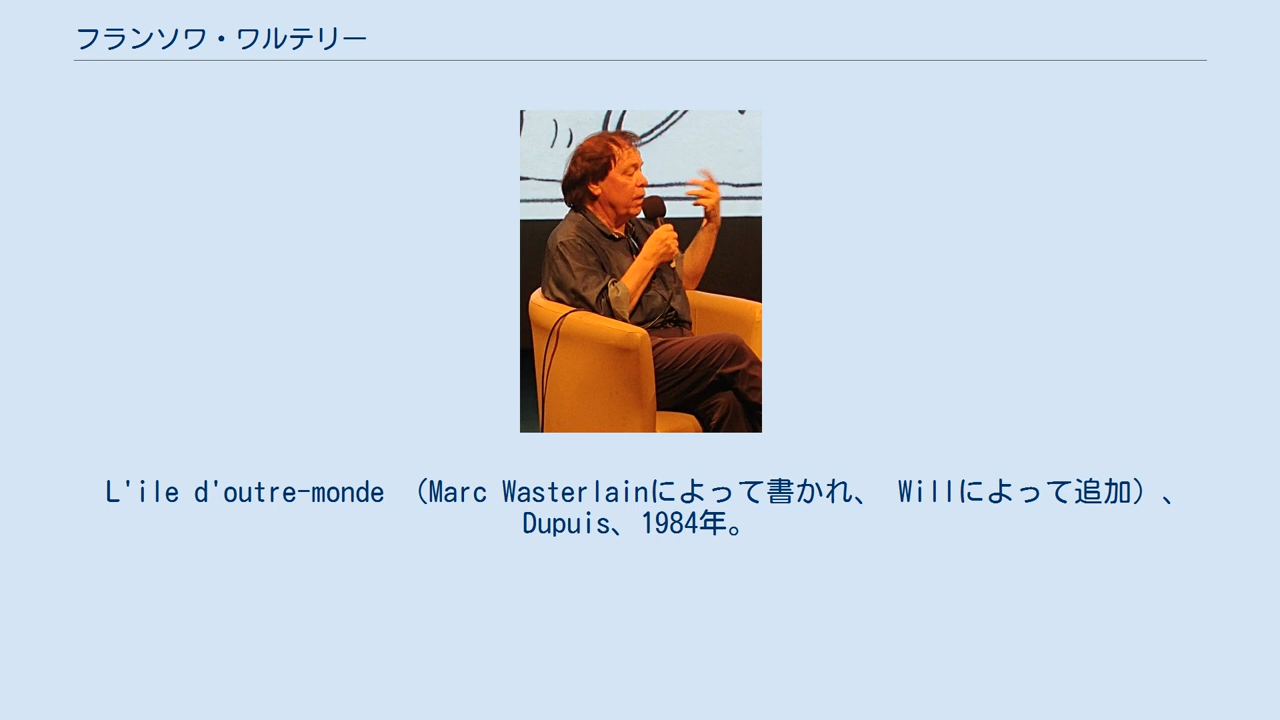 フランソワ・ワルテリー
L'ile d'outre-monde （Marc Wasterlainによって書かれ、 Willによって追加）、
Dupuis、1984年。